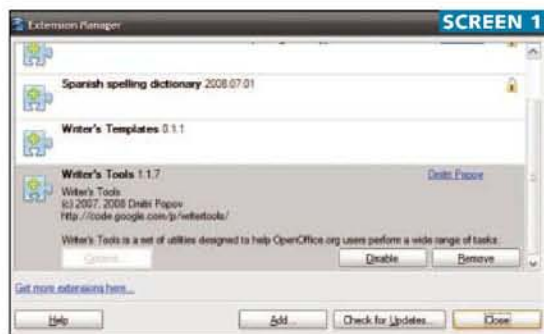 SCREEN 1
Extension Manager
Spanish spelling dictionary 2008.07.01
Writer's Templates 0.1.1
Writer's Tools 1.1.7 Dmitri Popov
Writer's Tools
(c) 2007, 2008 Dmitri Popov
http://code.google.com/p/writertools/
Writer's Tools is a set of utilities designed to help OpenOffice.org users perform a wide range of tasks.
Options... Disable Remove
Get more extensions here...
Help Add... Check for Updates... Close